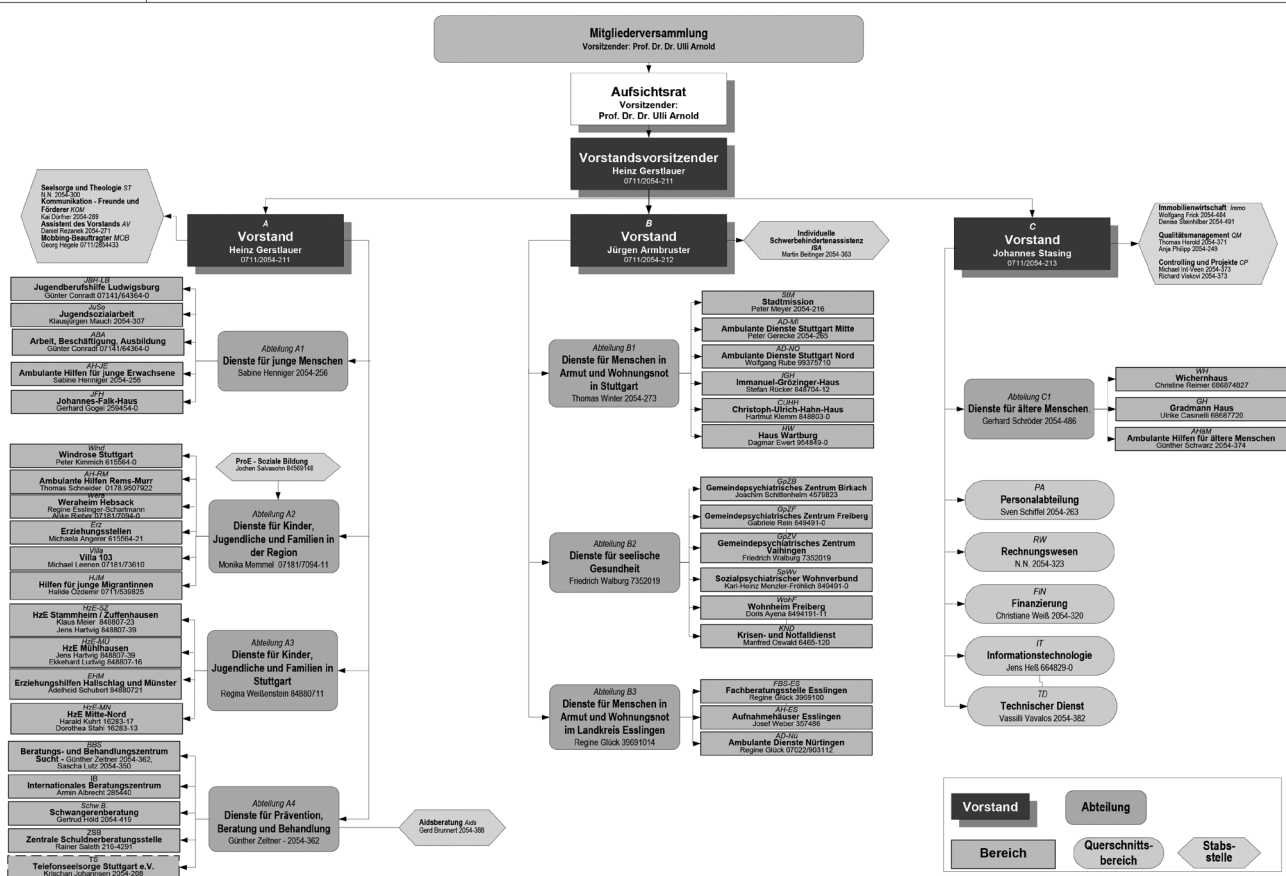 Mitgliederversammlung
Vorsitzender: Prof. Dr. Dr. Ulli Arnold
Aufsichtsrat
Vorsitzender:
Prof. Dr. Dr. Ulli Arnold
Vorstandsvorsitzender
Heinz Gerstlauer
0711/2054-211
Seelsorge und Theologie ST
N.N. 2054-300
Kommunikation - Freunde und
Förderer KOM
Kai Dörfner 2054-289
Assistent des Vorstands AV
Daniel Rezanek 2054-271
Mobbing-Beauftragter MOB
Georg Hegele 0711/2854433
A
Vorstand
Heinz Gerstlauer
0711/2054-211
JBH-LB
Jugendberufshilfe Ludwigsburg
Günter Conradt 07141/64364-0
JuSo
Jugendsozialarbeit
Klausjürgen Mauch 2054-307
ABA
Arbeit, Beschäftigung, Ausbildung
Günter Conradt 07141/64364-0
AH-JE
Ambulante Hilfen für junge Erwachsene
Sabine Henniger 2054-256
JFH
Johannes-Falk-Haus
Gerhard Gogel 259454-0
Abteilung A1
Dienste für junge Menschen
Sabine Henniger 2054-256
Wind
Windrose Stuttgart
Peter Kimmich 615564-0
AH-RM
Ambulante Hilfen Rems-Murr
Thomas Schneider 0178.9507922
Wera
Weraheim Hebsack
Regine Esslinger-Schartmann
Anke Rieber 07181/7094-0
Erz
Erziehungsstellen
Michaela Angerer 615564-21
Villa
Villa 103
Michael Leenen 07181/73610
HJM
Hilfen für junge Migrantinnen
Halide Özdemir 0711/539825
ProE - Soziale Bildung
Jochen Salvasohn 84569148
Abteilung A2
Dienste für Kinder,
Jugendliche und Familien in
der Region
Monika Memmel 07181/7094-11
HzE-SZ
HzE Stammheim / Zuffenhausen
Klaus Meier 848807-23
Jens Hartwig 848807-39
HzE-MÜ
HzE Mühlhausen
Jens Hartwig 848807-39
Ekkehard Ludwig 848807-16
EHM
Erziehungshilfen Hallschlag und Münster
Adelheid Schubert 84880721
HzE-MN
HzE Mitte-Nord
Harald Kuhrt 16283-17
Dorothea Stahl 16283-13
Abteilung A3
Dienste für Kinder,
Jugendliche und Familien in
Stuttgart
Regina Weißenstein 84880711
BBS
Beratungs- und Behandlungszentrum
Sucht - Günther Zeltner 2054-362,
Sascha Lutz 2054-350
IB
Internationales Beratungszentrum
Armin Albrecht 285440
Schw.B.
Schwangerenberatung
Gertrud Höld 2054-419
ZSB
Zentrale Schuldnerberatungsstelle
Rainer Saleth 216-4291
TS
Telefonseelsorge Stuttgart e.V.
Krischan Johannsen 2054-208
Abteilung A4
Dienste für Prävention,
Beratung und Behandlung
Günther Zeltner - 2054-362
Aidsberatung Aids
Gerd Brunnert 2054-388
B
Vorstand
Jürgen Armbruster
0711/2054-212
Individuelle
Schwerbehindertenassistenz
ISA
Martin Beitinger 2054-383
Abteilung B1
Dienste für Menschen in
Armut und Wohnungsnot
in Stuttgart
Thomas Winter 2054-273
StM
Stadtmission
Peter Meyer 2054-216
AD-MI
Ambulante Dienste Stuttgart Mitte
Peter Gerecke 2054-265
AD-NO
Ambulante Dienste Stuttgart Nord
Wolfgang Rube 99375710
IGH
Immanuel-Grözinger-Haus
Stefan Rücker 848704-12
CUHH
Christoph-Ulrich-Hahn-Haus
Hartmut Klemm 848803-0
HW
Haus Wartburg
Dagmar Ewert 954849-0
Abteilung B2
Dienste für seelische
Gesundheit
Friedrich Walburg 7352019
GpZB
Gemeindepsychiatrisches Zentrum Birkach
Joachim Schittenhelm 4579823
GpZF
Gemeindepsychiatrisches Zentrum Freiberg
Gabriele Rein 849491-0
GpZV
Gemeindepsychiatrisches Zentrum
Vaihingen
Friedrich Walburg 7352019
SpWv
Sozialpsychiatrischer Wohnverbund
Karl-Heinz Menzler-Fröhlich 849491-0
WohF
Wohnheim Freiberg
Doris Ayena 8494191-11
KND
Krisen- und Notfalldienst
Manfred Oswald 6465-120
Abteilung B3
Dienste für Menschen in
Armut und Wohnungsnot
im Landkreis Esslingen
Regine Glück 39691014
FBS-ES
Fachberatungsstelle Esslingen
Regine Glück 3969100
AH-ES
Aufnahmehäuser Esslingen
Josef Weber 357486
AD-Nü
Ambulante Dienste Nürtingen
Regine Glück 07022/903112
C
Vorstand
Johannes Stasing
0711/2054-213
Immobilienwirtschaft Immo
Wolfgang Frick 2054-484
Denise Steinhilber 2054-491
Qualitätsmanagement QM
Thomas Herold 2054-371
Anja Philipp 2054-249
Controlling und Projekte CP
Michael Int-Veen 2054-373
Richard Viskovi 2054-373
Abteilung C1
Dienste für ältere Menschen.
Gerhard Schröder 2054-486
WH
Wichernhaus
Christine Reimer 686874827
GH
Gradmann Haus
Ulrike Casinelli 68687720
AHäM
Ambulante Hilfen für ältere Menschen
Günther Schwarz 2054-374
PA
Personalabteilung
Sven Schiffel 2054-263
RW
Rechnungswesen
N.N. 2054-323
FIN
Finanzierung
Christiane Weiß 2054-320
IT
Informationstechnologie
Jens Heß 664829-0
TD
Technischer Dienst
Vassilli Vavalos 2054-382
Vorstand
Abteilung
Bereich
Querschnitts-
bereich
Stabs-
stelle